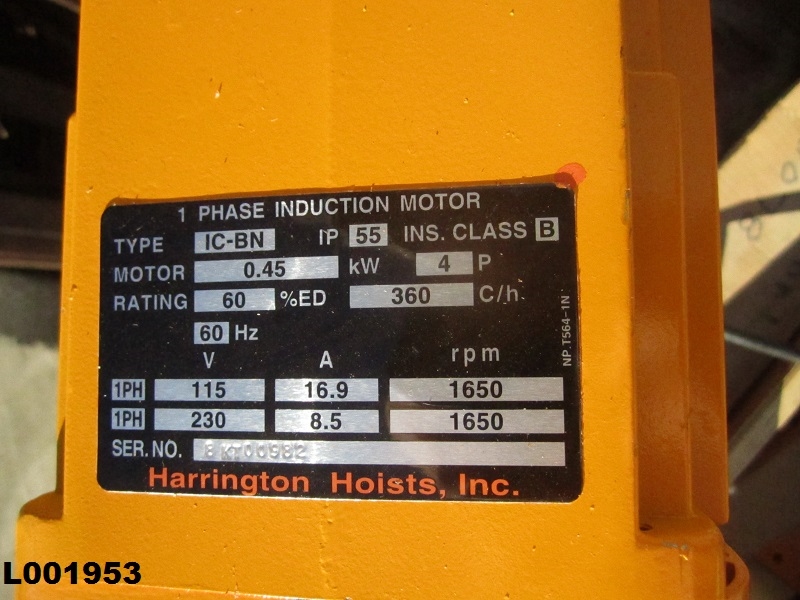 1 PHASE INDUCTION MOTOR
TYPE IC-BN IP 55 INS. CLASS B
MOTOR 0.45 kW 4 P
RATING 60 %ED 360 C/h
60 Hz
V A rpm
1PH 115 16.9 1650
1PH 230 8.5 1650
SER. NO.
Harrington Hoists, Inc.
NP.T564-1N
L001953